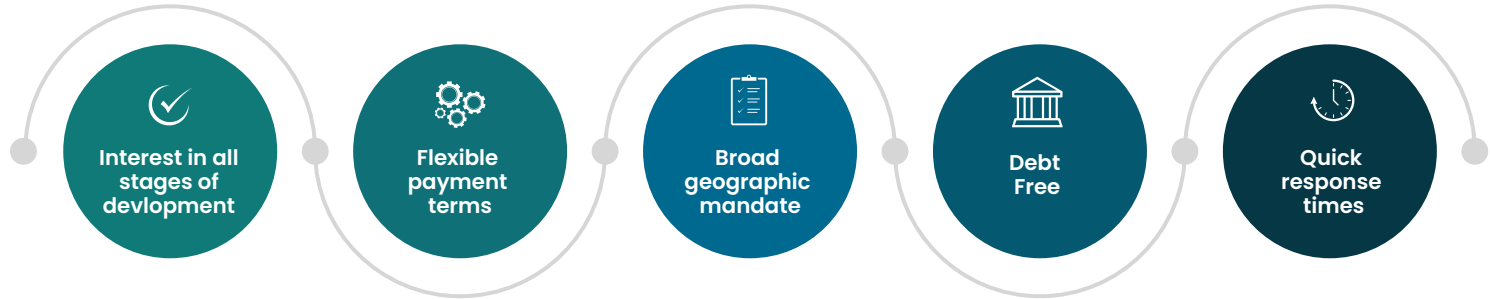 Interest in all
stages of
devlopment
Flexible
payment
terms
Broad
geographic
mandate
Debt
Free
Quick
response
times